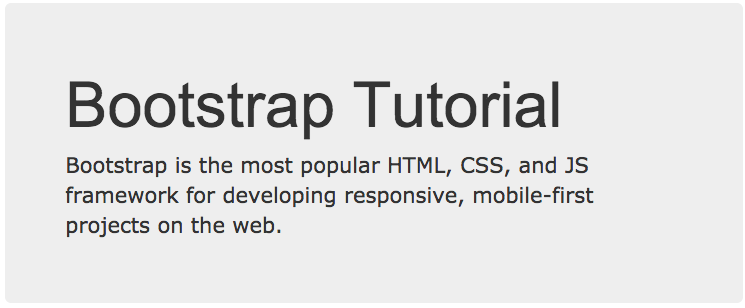 Bootstrap Tutorial
Bootstrap is the most popular HTML, CSS, and JS
framework for developing responsive, mobile-first
projects on the web.